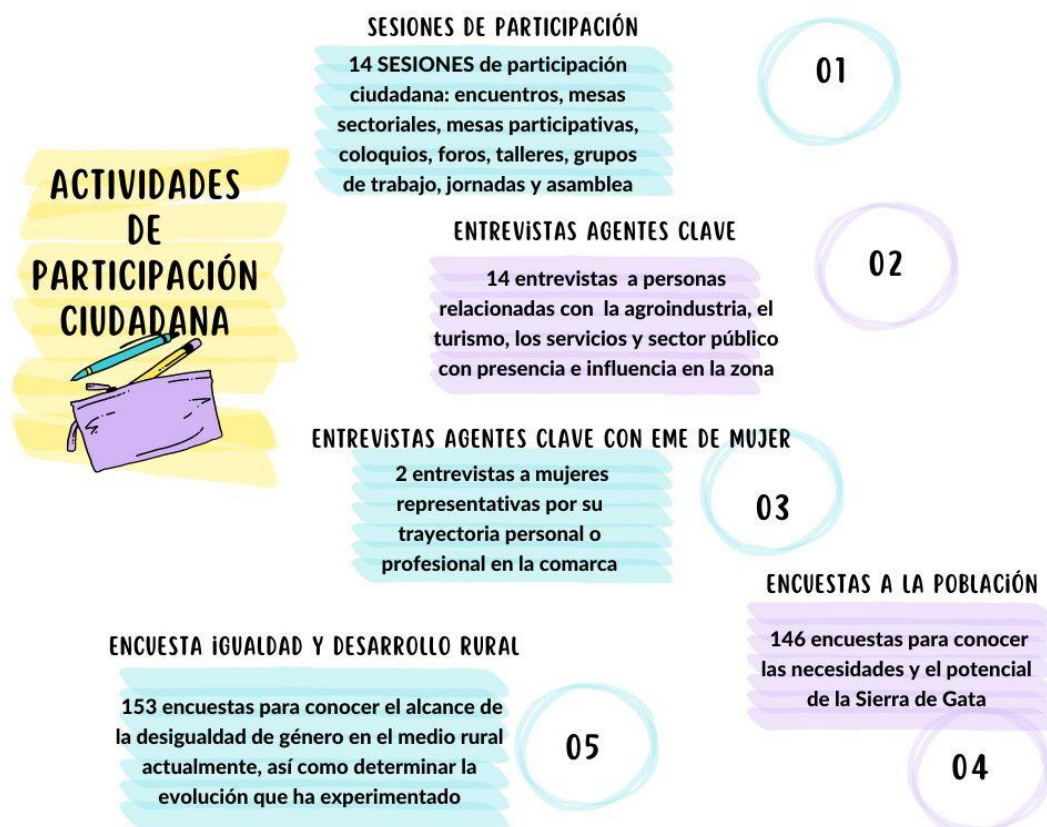 ACTIVIDADES
DE
PARTICIPACIÓN
CIUDADANA
SESIONES DE PARTICIPACIÓN
14 SESIONES de participación
ciudadana: encuentros, mesas
sectoriales, mesas participativas,
coloquios, foros, talleres, grupos
de trabajo, jornadas y asamblea
01
ENTREViSTAS AGENTES CLAVE
14 entrevistas a personas
relacionadas con la agroindustria, el
turismo, los servicios y sector público
con presencia e influencia en la zona
02
ENTREViSTAS AGENTES CLAVE CON EME DE MUJER
2 entrevistas a mujeres
representativas por su
trayectoria personal o
profesional en la comarca
03
ENCUESTAS A LA POBLACiÓN
146 encuestas para conocer
las necesidades y el potencial
de la Sierra de Gata
04
ENCUESTA iGUALDAD Y DESARROLLO RURAL
153 encuestas para conocer el alcance de
la desigualdad de género en el medio rural
actualmente, así como determinar la
evolución que ha experimentado
05